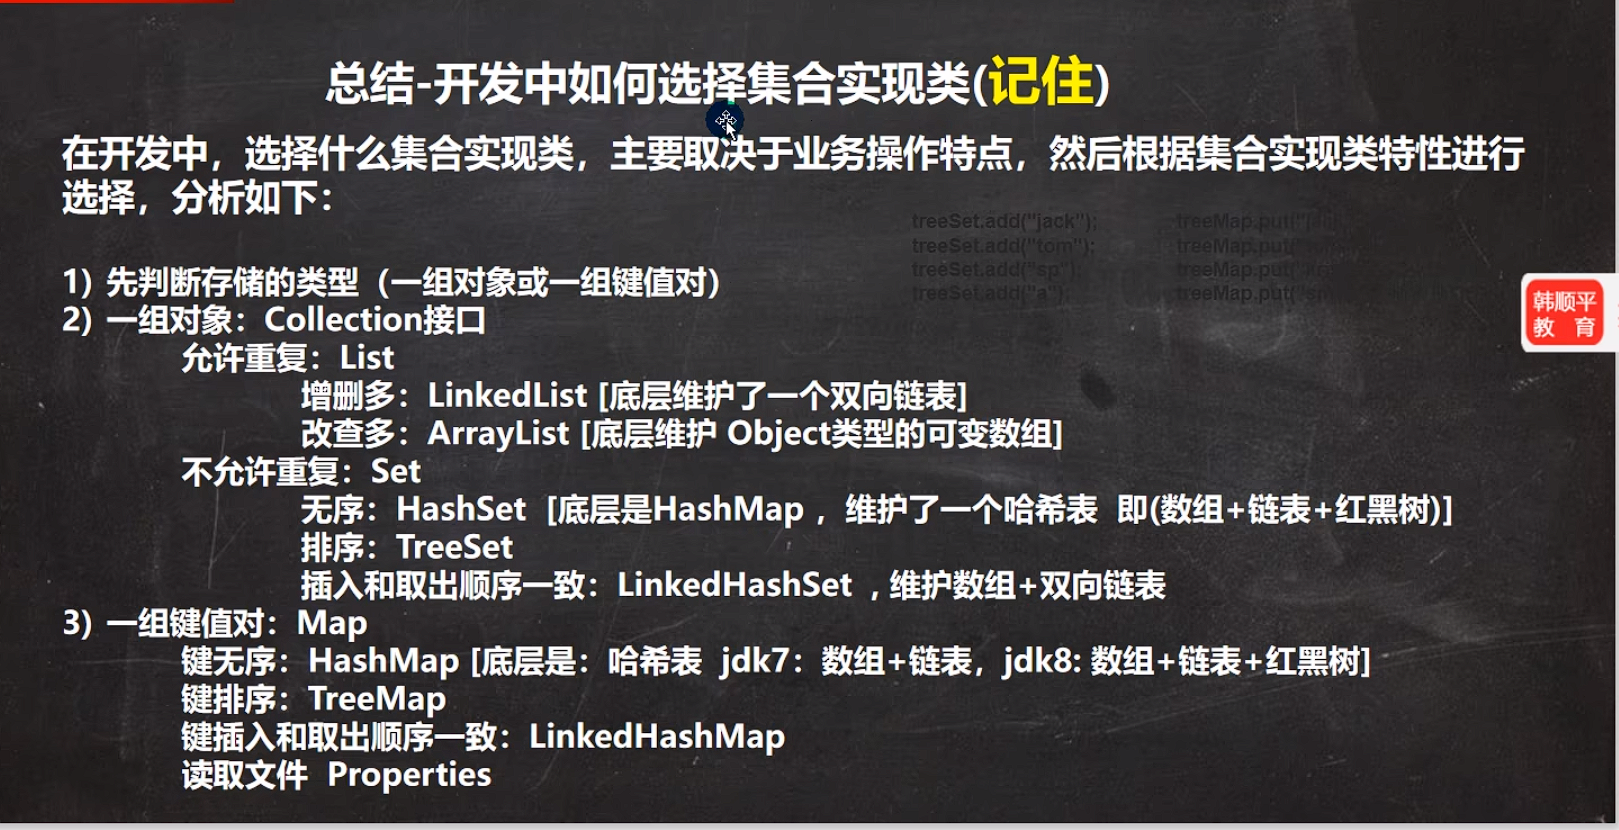 总结-开发中如何选择集合实现类(记住)
在开发中，选择什么集合实现类，主要取决于业务操作特点，然后根据集合实现类特性进行
选择，分析如下：
treeSet.add("jack");
treeSet.add("tom");
treeSet.add("sp");
treeSet.add("a");
treeMap.put(
treeMap.put(
treeMap.put(
treeMap.put(
1) 先判断存储的类型（一组对象或一组键值对）
2) 一组对象：Collection接口
允许重复：List
增删多：LinkedList [底层维护了一个双向链表]
改查多：ArrayList [底层维护 Object类型的可变数组]
不允许重复：Set
无序：HashSet [底层是HashMap ，维护了一个哈希表 即(数组+链表+红黑树)]
排序：TreeSet
插入和取出顺序一致：LinkedHashSet , 维护数组+双向链表
3) 一组键值对：Map
键无序：HashMap [底层是：哈希表 jdk7：数组+链表，jdk8: 数组+链表+红黑树]
键排序：TreeMap
键插入和取出顺序一致：LinkedHashMap
读取文件 Properties
韩顺平
教 育